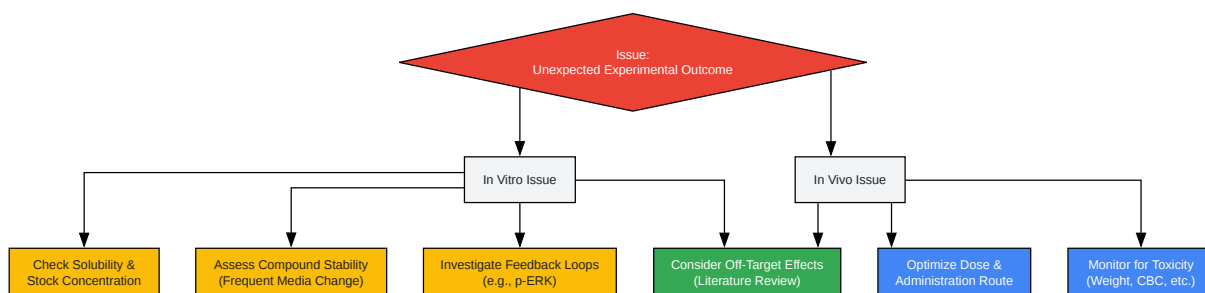 Issue:
Unexpected Experimental Outcome
In Vitro Issue
In Vivo Issue
Check Solubility &
Stock Concentration
Assess Compound Stability
(Frequent Media Change)
Investigate Feedback Loops
(e.g., p-ERK)
Consider Off-Target Effects
(Literature Review)
Optimize Dose &
Administration Route
Monitor for Toxicity
(Weight, CBC, etc.)